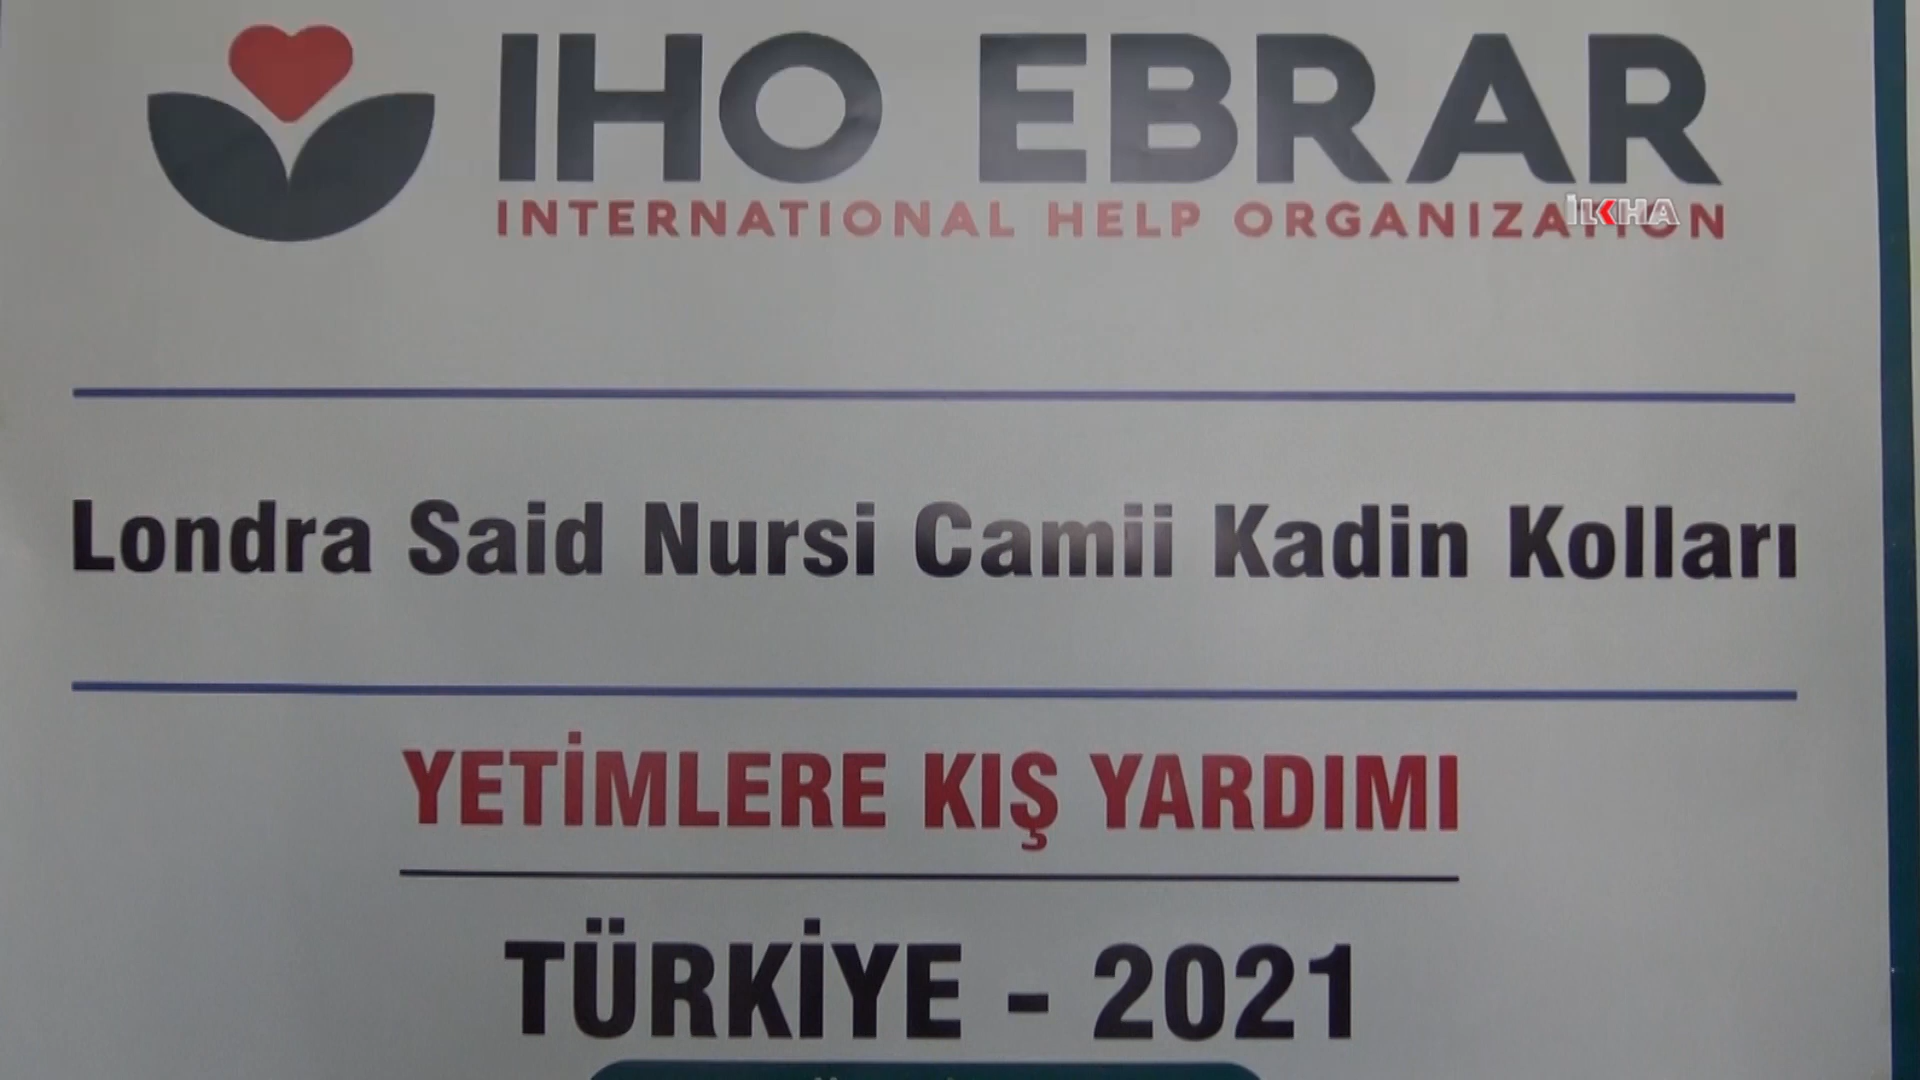 IHO EBRAR
INTERNATIONAL HELP ORGANIZATION
İLKHA
Londra Said Nursi Camii Kadin Kolları
YETİMLERE KIŞ YARDIMI
TÜRKİYE - 2021